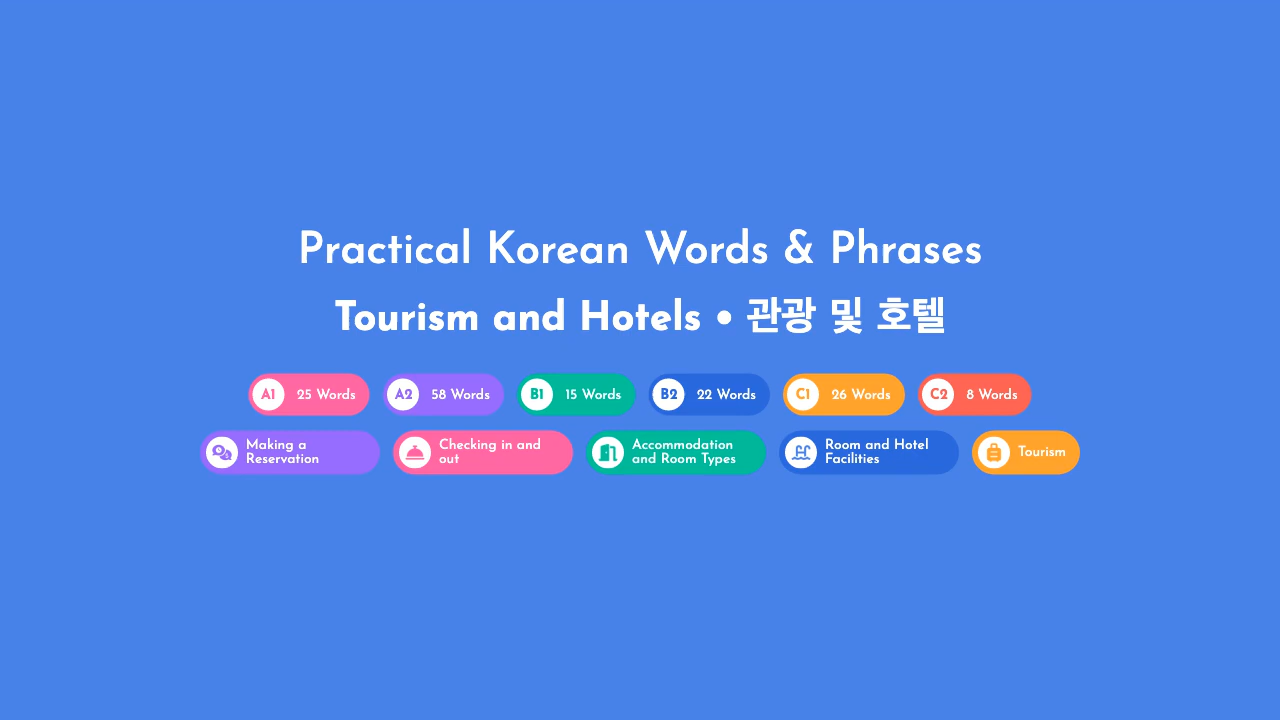 Practical Korean Words & Phrases
Tourism and Hotels • 관광 및 호텔
A1 25 Words A2 58 Words B1 15 Words B2 22 Words C1 26 Words C2 8 Words
Making a
Reservation
Checking in and
out
Accommodation
and Room Types
Room and Hotel
Facilities
Tourism